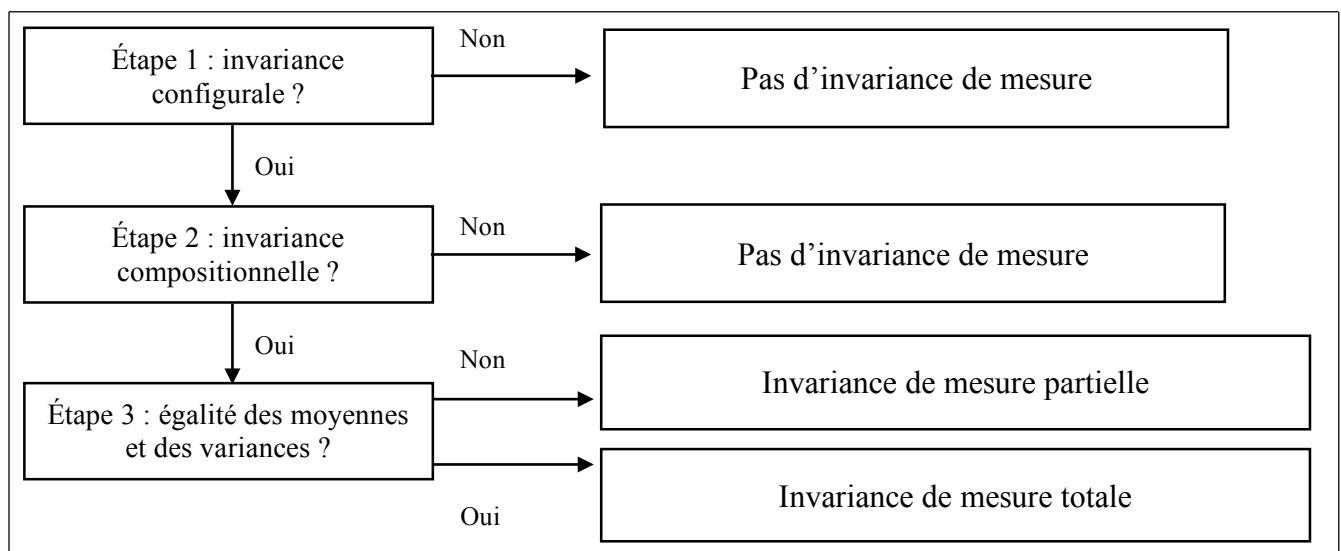 Étape 1 : invariance
configurale ?
Non
Pas d’invariance de mesure
Oui
Étape 2 : invariance
compositionnelle ?
Non
Pas d’invariance de mesure
Oui
Étape 3 : égalité des moyennes
et des variances ?
Non
Invariance de mesure partielle
Oui
Invariance de mesure totale